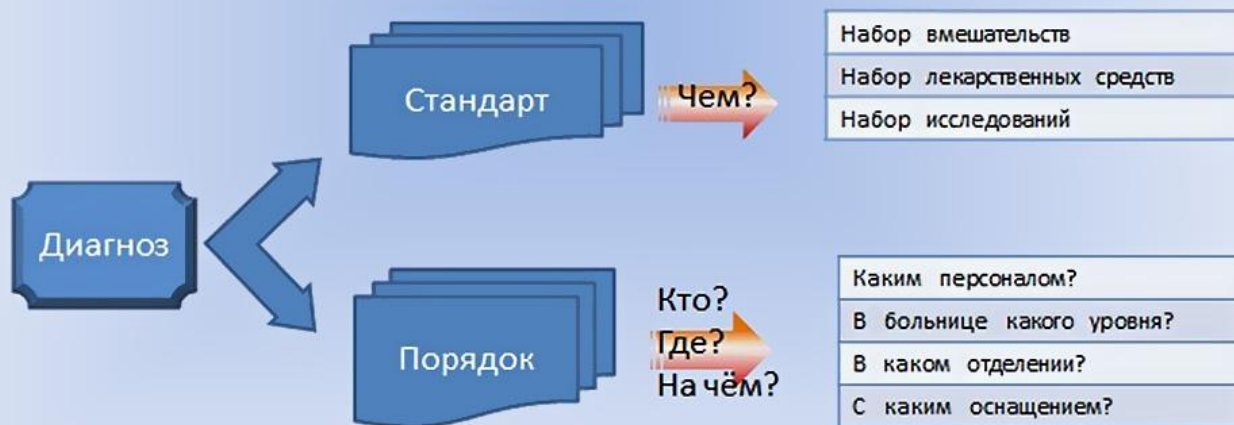 Диагноз
Стандарт
Чем?
Набор вмешательств
Набор лекарственных средств
Набор исследований
Порядок
Кто?
Где?
На чём?
Каким персоналом?
В больнице какого уровня?
В каком отделении?
С каким оснащением?